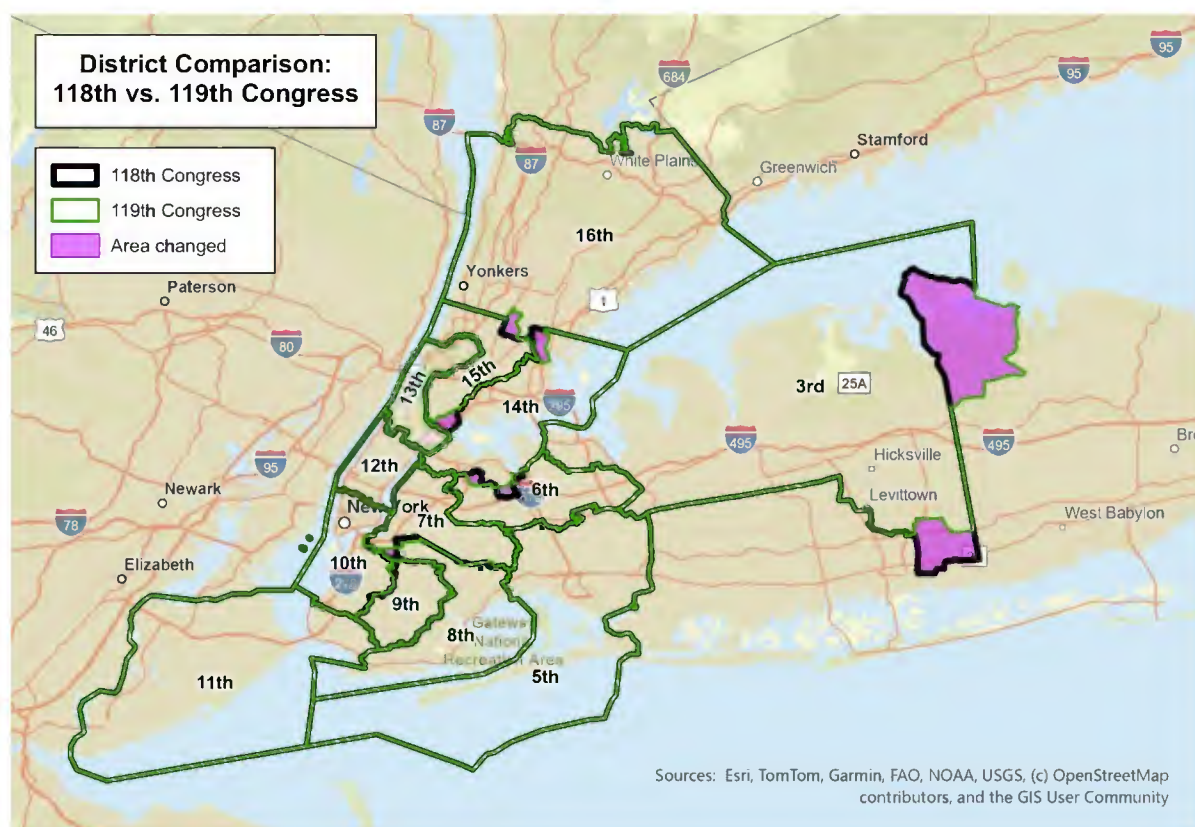 District Comparison:
118th vs. 119th Congress
118th Congress
119th Congress
Area changed
95
95
684
87
87
Stamford
White Plains
Greenwich
16th
Yonkers
Paterson
1
46
80
13th
15th
3rd
25A
14th
295
495
495
Hicksville
95
12th
6th
Newark
Levittown
New York
West Babylon
78
7th
Elizabeth
10th
9th
8th
National
Recreation Area
5th
11th
Sources: Esri, TomTom, Garmin, FAO, NOAA, USGS, (c) OpenStreetMap
contributors, and the GIS User Community